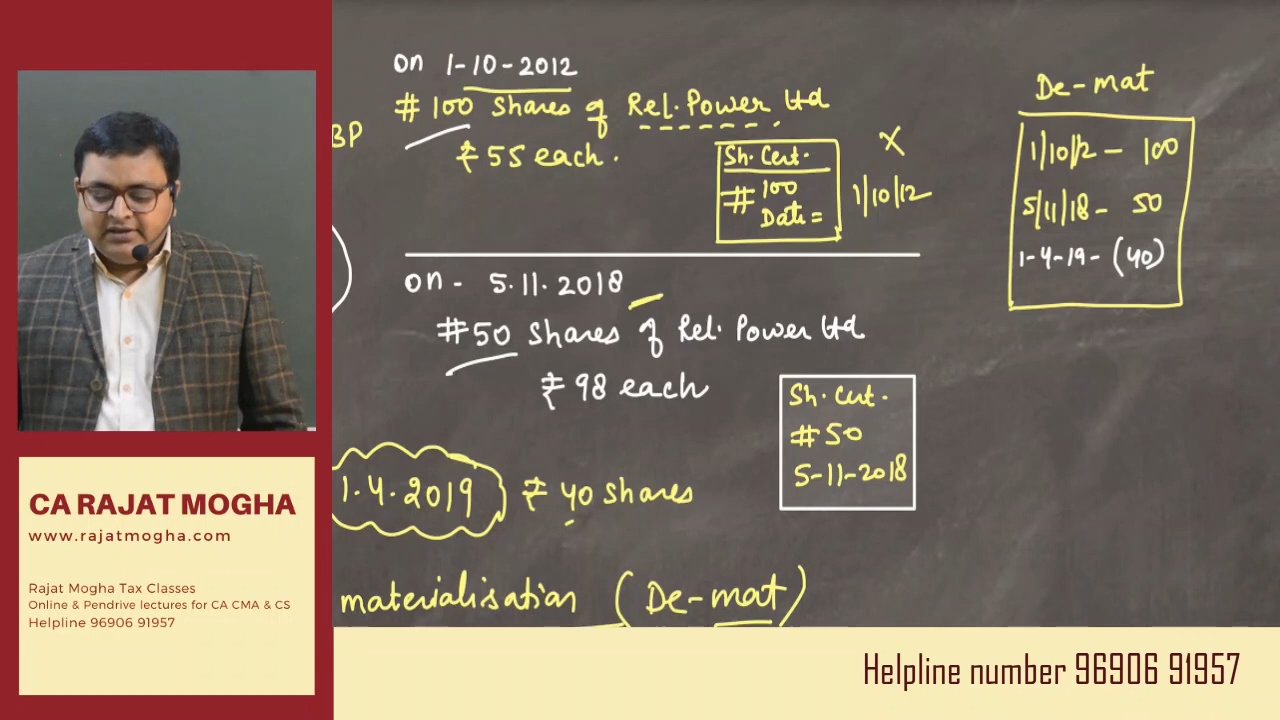 on 1-10-2012
# 100 Shares of Rel. Power Ltd
BP
₹ 55 each.
Sh. Cert.
# 100
Date =
X
1/10/12
De-mat
1/10/12 - 100
5/11/18 - 50
1-4-19 - (40)
on - 5.11.2018
#50 Shares of Rel. Power Ltd
₹ 98 each
Sh. Cert.
#50
5-11-2018
1.4.2019 ₹ 40 Shares
materialisation (De-mat)
CA RAJAT MOGHA
www.rajatmogha.com
Rajat Mogha Tax Classes
Online & Pendrive lectures for CA CMA & CS
Helpline 96906 91957
Helpline number 96906 91957